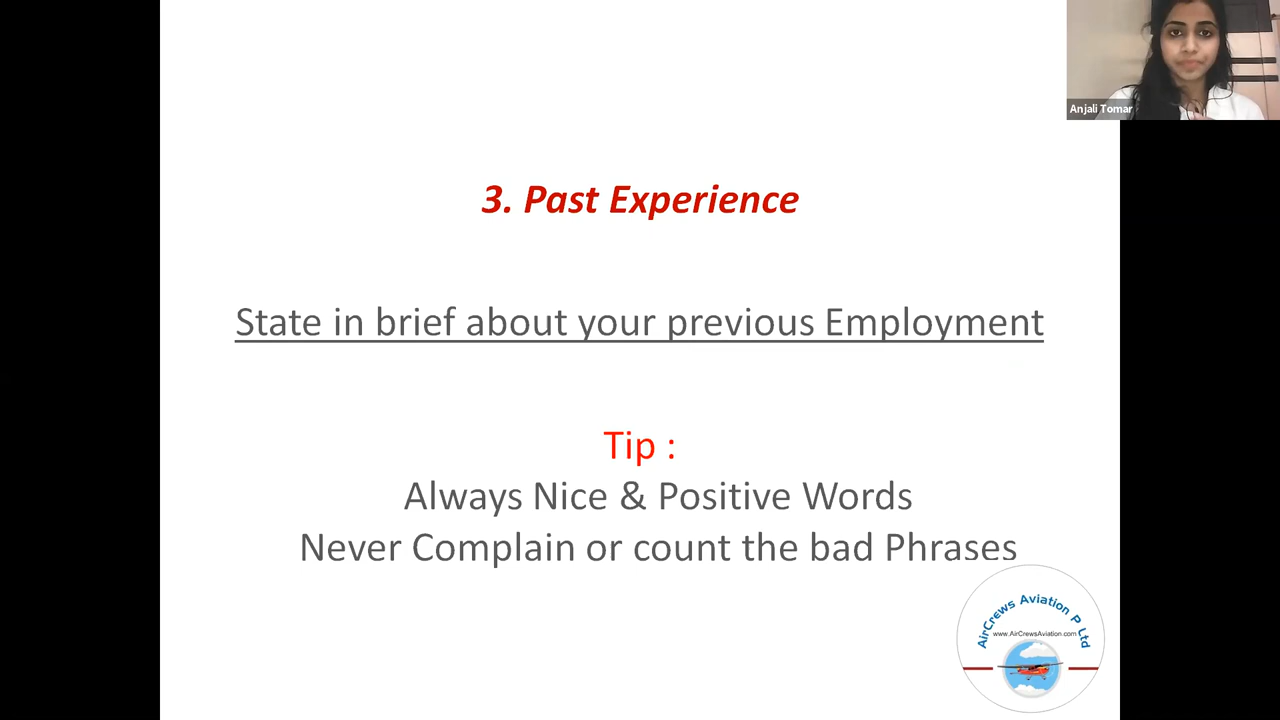 Anjali Tomar
3. Past Experience
State in brief about your previous Employment
Tip :
Always Nice & Positive Words
Never Complain or count the bad Phrases
AirCrews Aviation P Ltd
www.AirCrewsAviation.com